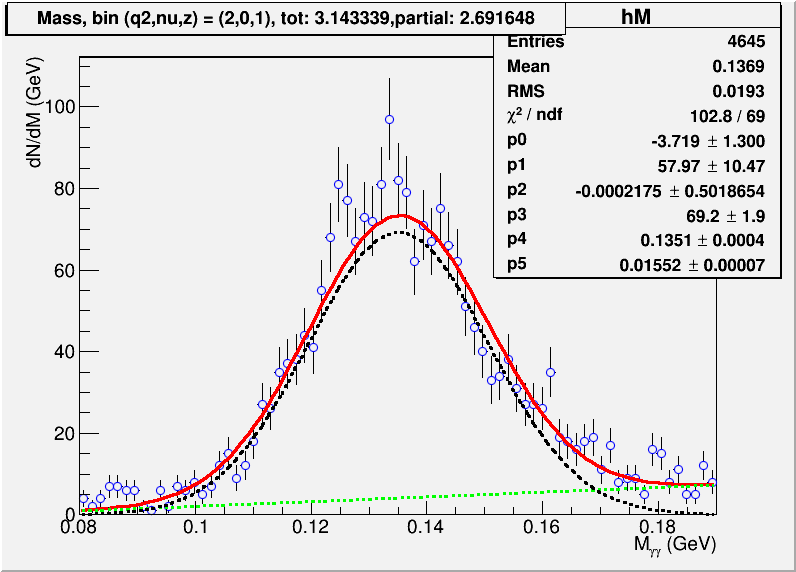 Mass, bin (q2,nu,z) = (2,0,1), tot: 3.143339,partial: 2.691648
hM
Entries 4645
Mean 0.1369
RMS 0.0193
χ² / ndf 102.8 / 69
p0 -3.719 ± 1.300
p1 57.97 ± 10.47
p2 -0.0002175 ± 0.5018654
p3 69.2 ± 1.9
p4 0.1351 ± 0.0004
p5 0.01552 ± 0.00007
dN/dM (GeV)
100
80
60
40
20
0
0.08 0.1 0.12 0.14 0.16 0.18
Mγγ (GeV)